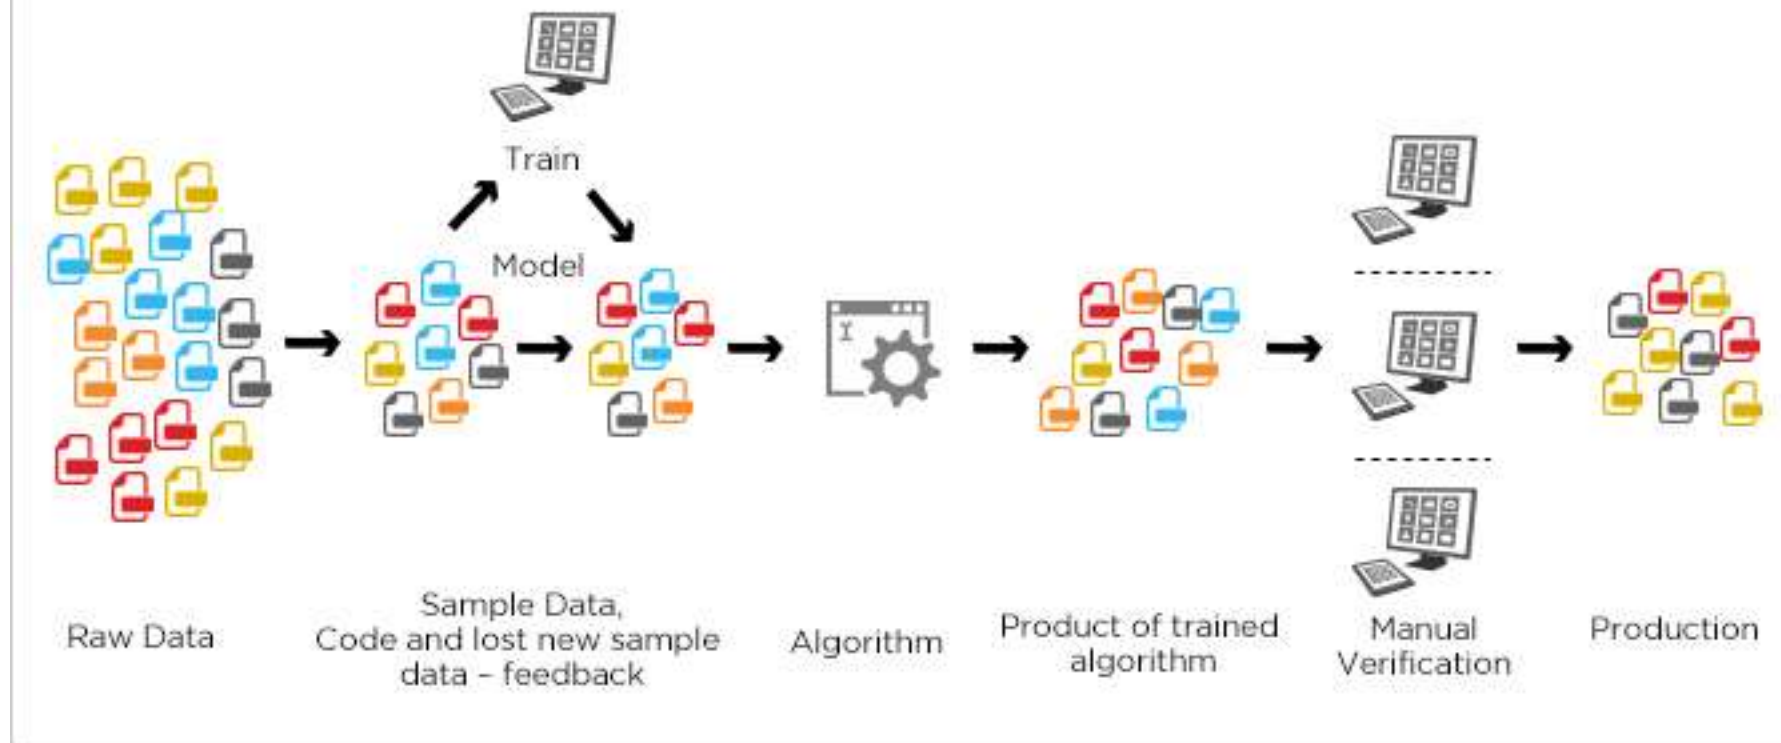 Train
Model
Raw Data
Sample Data,
Code and lost new sample
data – feedback
Algorithm
Product of trained
algorithm
Manual
Verification
Production